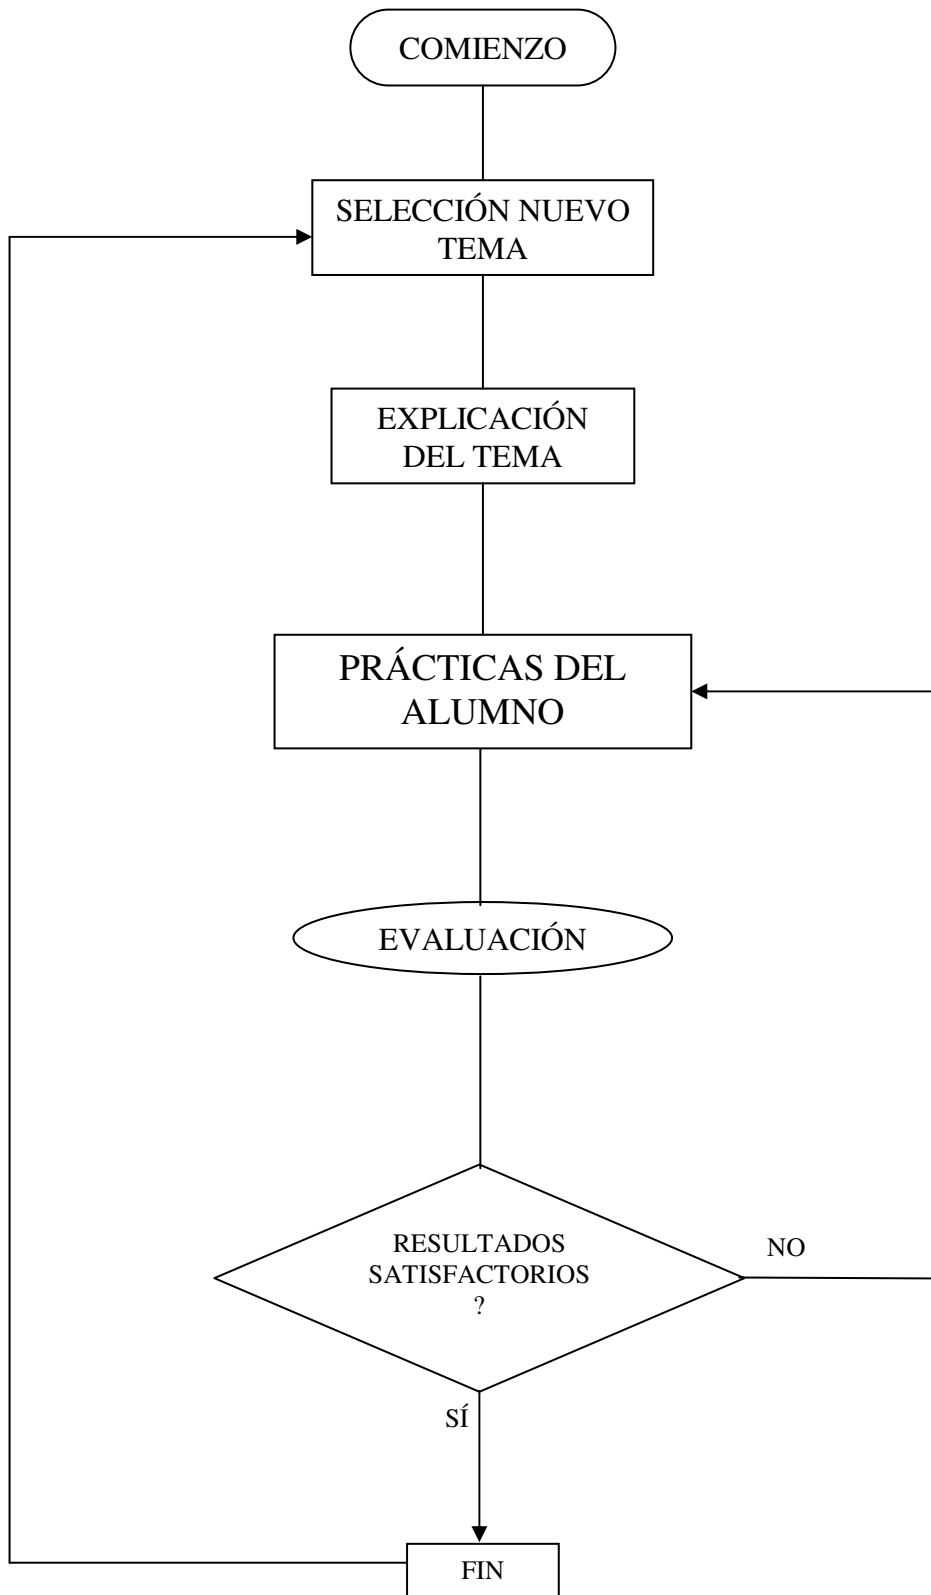 COMIENZO
SELECCIÓN NUEVO
TEMA
EXPLICACIÓN
DEL TEMA
PRÁCTICAS DEL
ALUMNO
EVALUACIÓN
RESULTADOS
SATISFACTORIOS
?
NO
SÍ
FIN